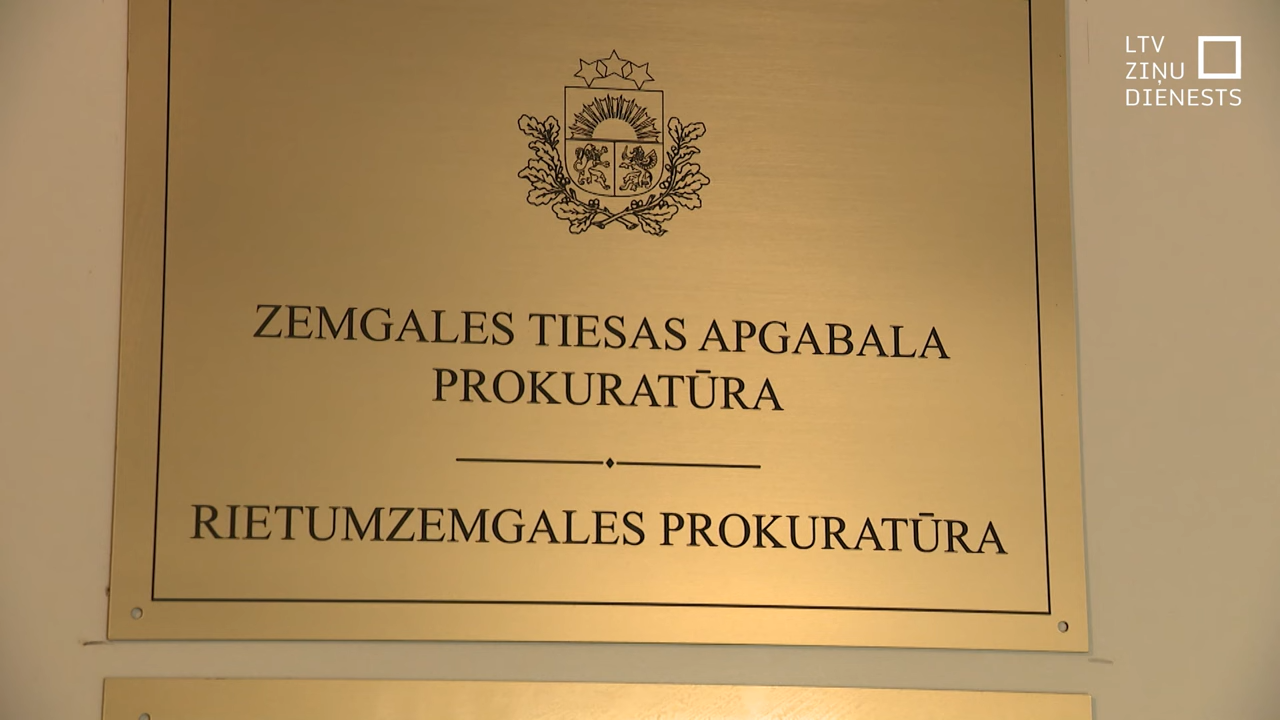 LTV
ZIŅU
DIENESTS
ZEMGALES TIESAS APGABALA
PROKURATŪRA
RIETUMZEMGALES PROKURATŪRA